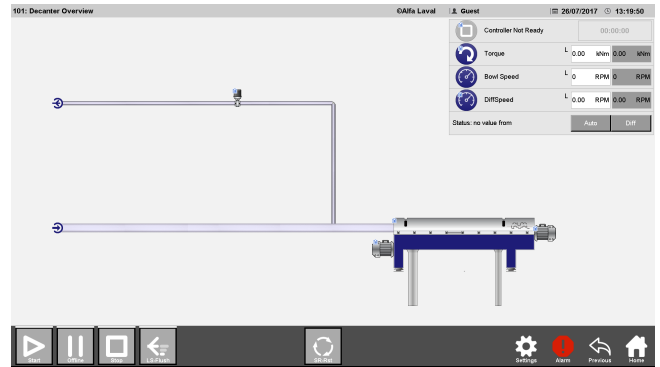 101: Decanter Overview ©Alfa Laval Guest 26/07/2017 13:19:50
Controller Not Ready 00:00:00
Torque L 0.00 kNm 0.00 kNm
Bowl Speed L 0 RPM 0 RPM
DiffSpeed L 0.00 RPM 0.00 RPM
Status: no value from Auto Diff
Start Offline Stop LS-Flush SR-Rst Settings Alarm Previous Home